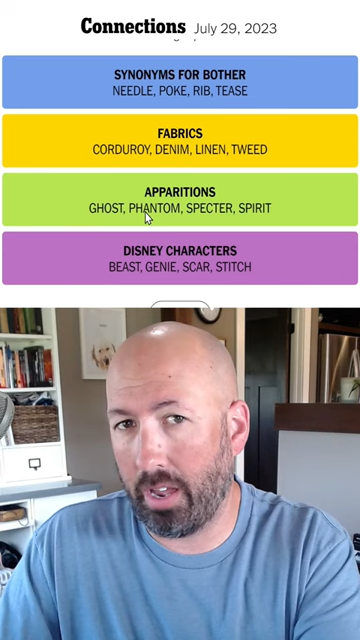 Connections July 29, 2023
SYNONYMS FOR BOTHER
NEEDLE, POKE, RIB, TEASE
FABRICS
CORDUROY, DENIM, LINEN, TWEED
APPARITIONS
GHOST, PHANTOM, SPECTER, SPIRIT
DISNEY CHARACTERS
BEAST, GENIE, SCAR, STITCH